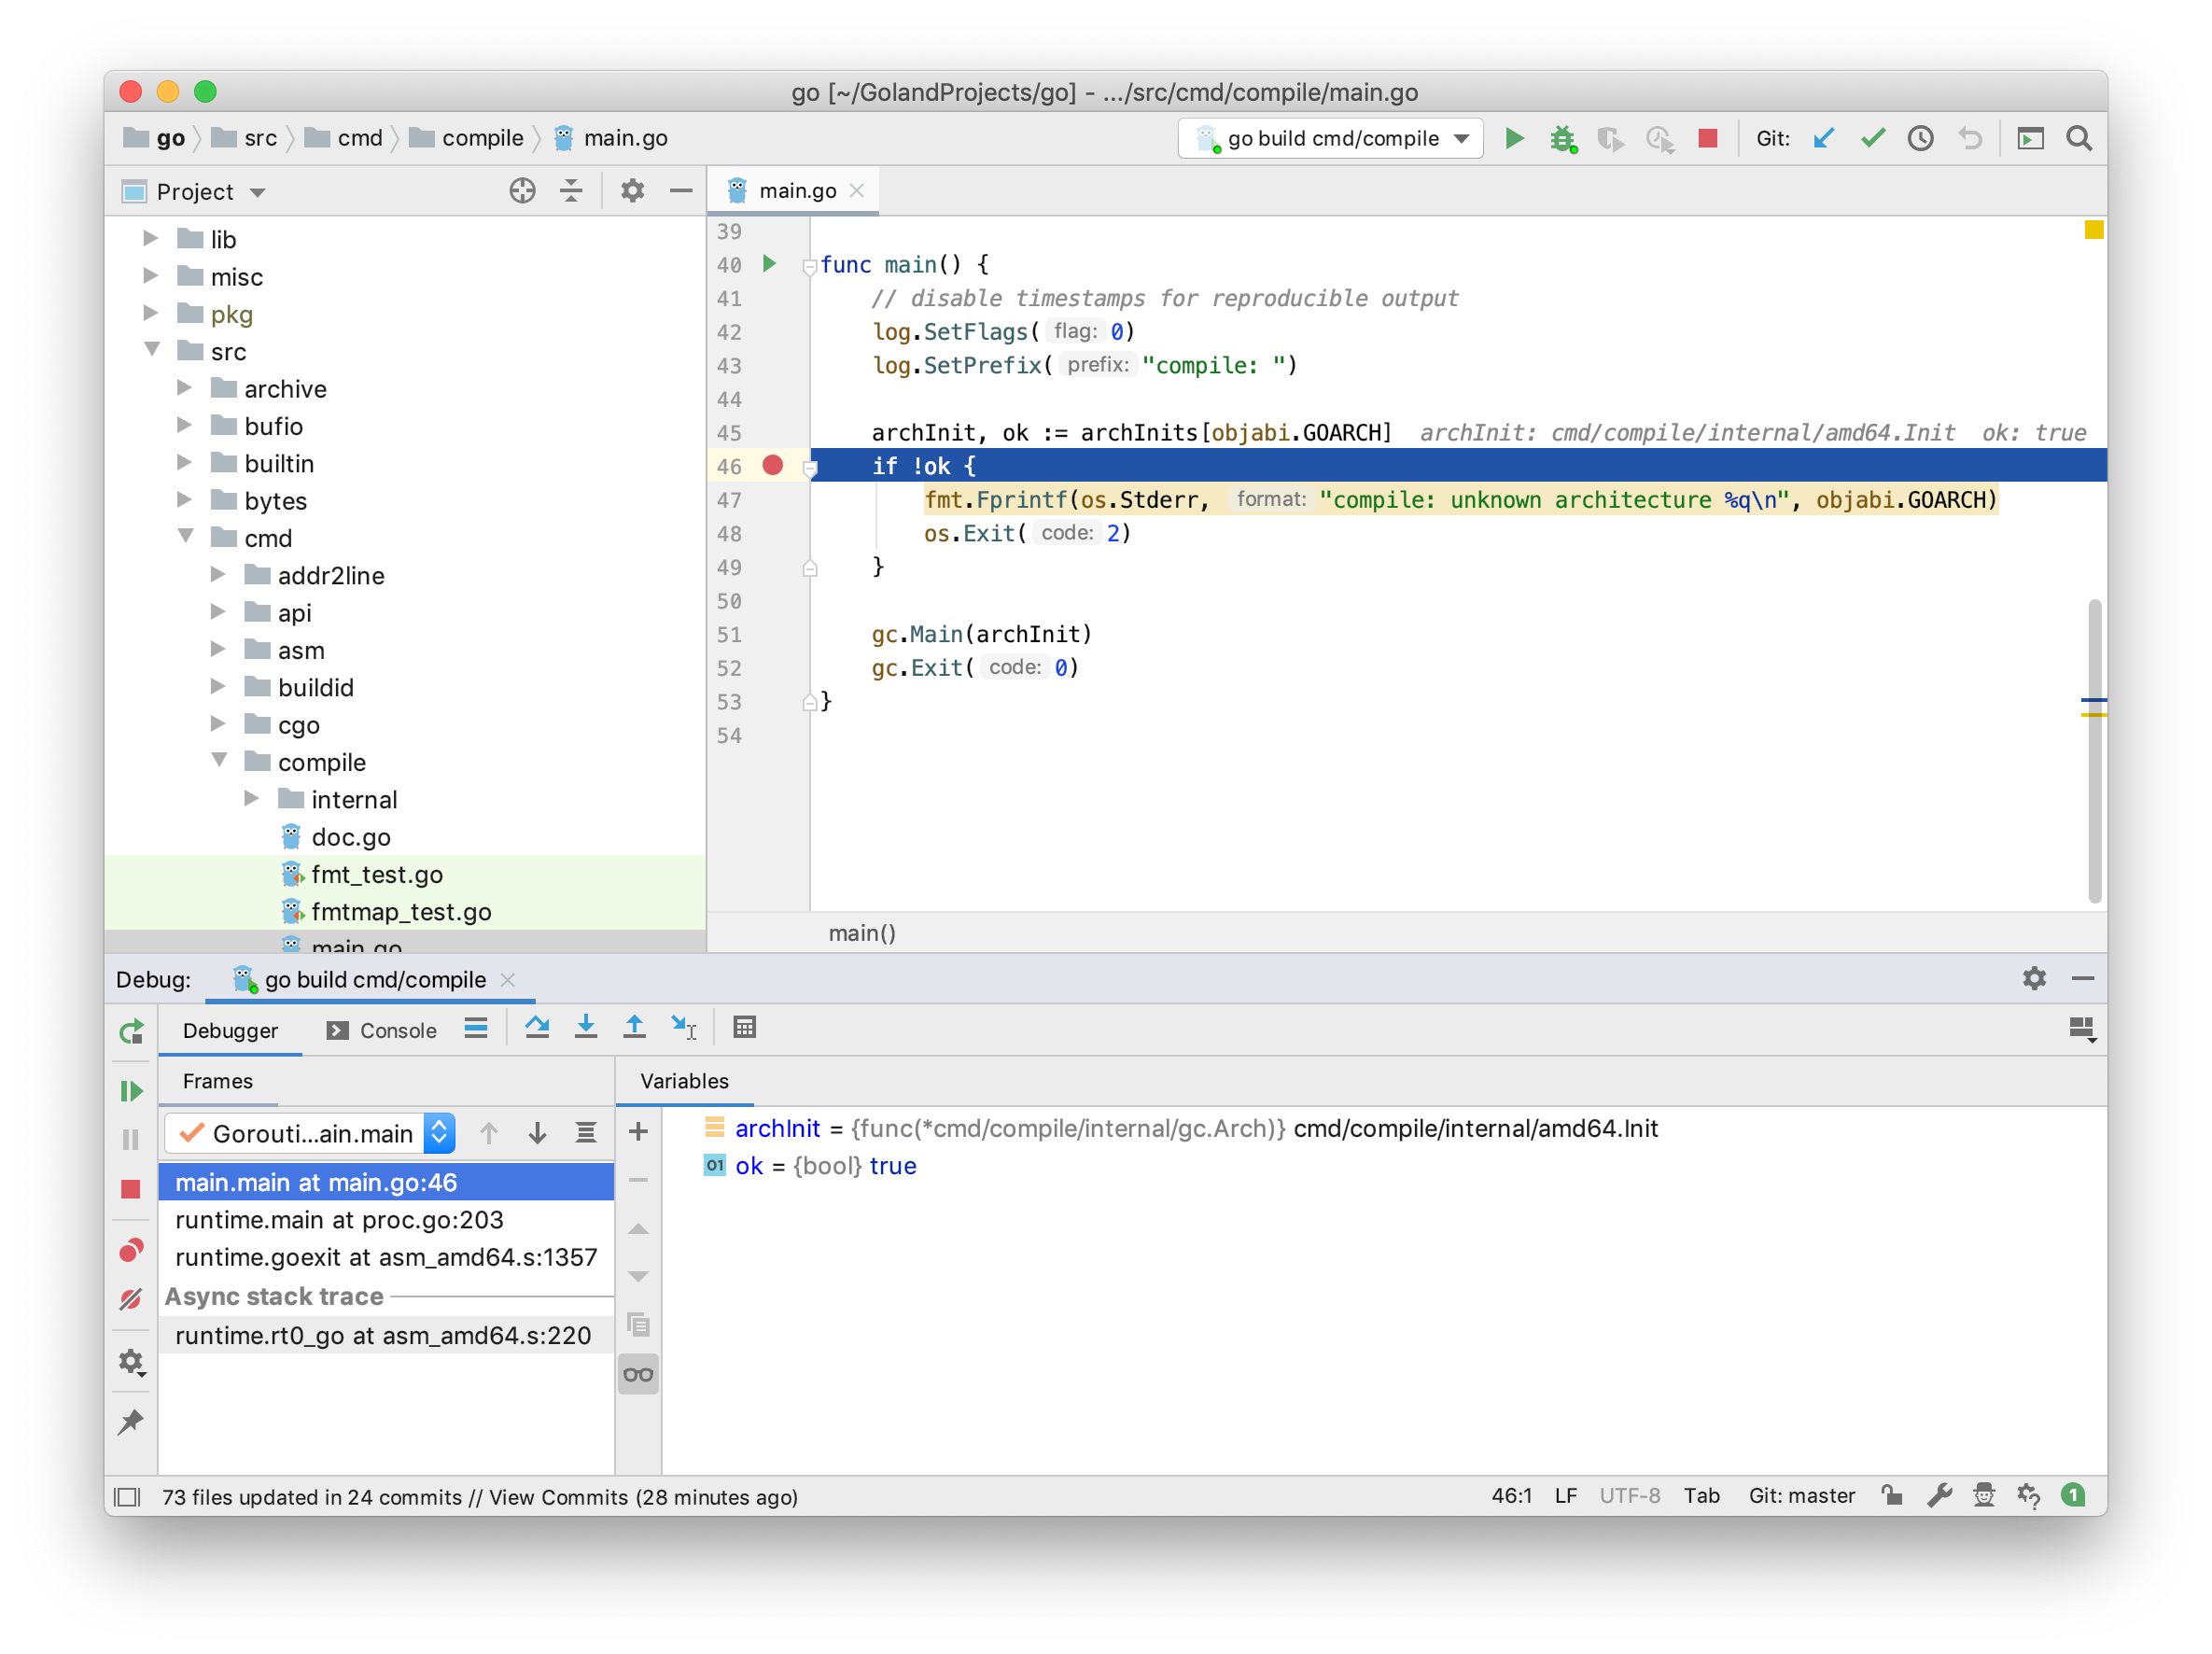 go [~/GolandProjects/go] - .../src/cmd/compile/main.go
go src cmd compile main.go
go build cmd/compile
Git:
Project
main.go
lib
misc
pkg
src
archive
bufio
builtin
bytes
cmd
addr2line
api
asm
buildid
cgo
compile
internal
doc.go
fmt_test.go
fmtmap_test.go
main.go
39
40 func main() {
41 // disable timestamps for reproducible output
42 log.SetFlags( flag: 0)
43 log.SetPrefix( prefix: "compile: ")
44
45 archInit, ok := archInits[objabi.GOARCH] archInit: cmd/compile/internal/amd64.Init ok: true
46 if !ok {
47 fmt.Fprintf(os.Stderr, format: "compile: unknown architecture %q\n", objabi.GOARCH)
48 os.Exit( code: 2)
49 }
50
51 gc.Main(archInit)
52 gc.Exit( code: 0)
53 }
54
main()
Debug: go build cmd/compile
Debugger Console
Frames
Gorouti...ain.main
main.main at main.go:46
runtime.main at proc.go:203
runtime.goexit at asm_amd64.s:1357
Async stack trace
runtime.rt0_go at asm_amd64.s:220
Variables
archInit = {func(*cmd/compile/internal/gc.Arch)} cmd/compile/internal/amd64.Init
01 ok = {bool} true
73 files updated in 24 commits // View Commits (28 minutes ago)
46:1 LF UTF-8 Tab Git: master 1